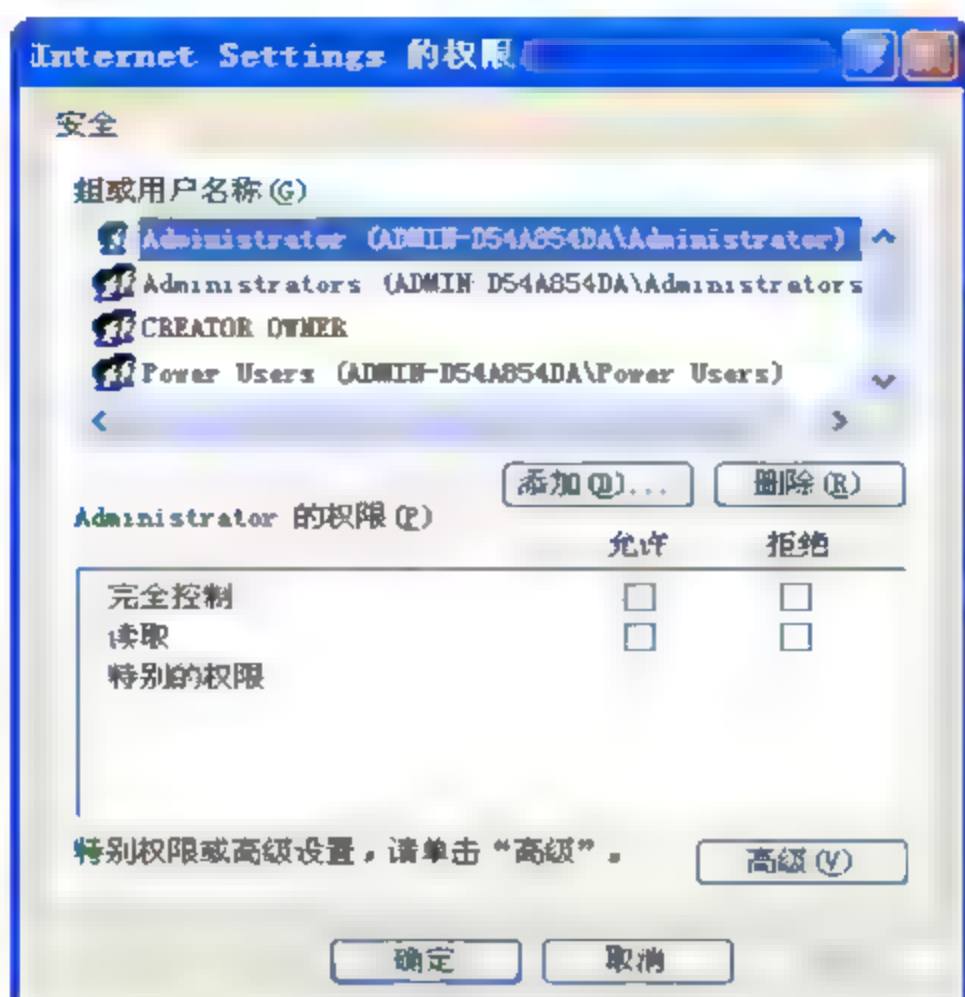 Internet Settings 的权限
安全
组或用户名称(G)
Administrator (ADMIN-D54A854DA\Administrator)
Administrators (ADMIN-D54A854DA\Administrators
CREATOR OWNER
Power Users (ADMIN-D54A854DA\Power Users)
添加(D)... 删除(R)
Administrator 的权限(P) 允许 拒绝
完全控制
读取
特别的权限
特别权限或高级设置，请单击“高级”。 高级(V)
确定 取消